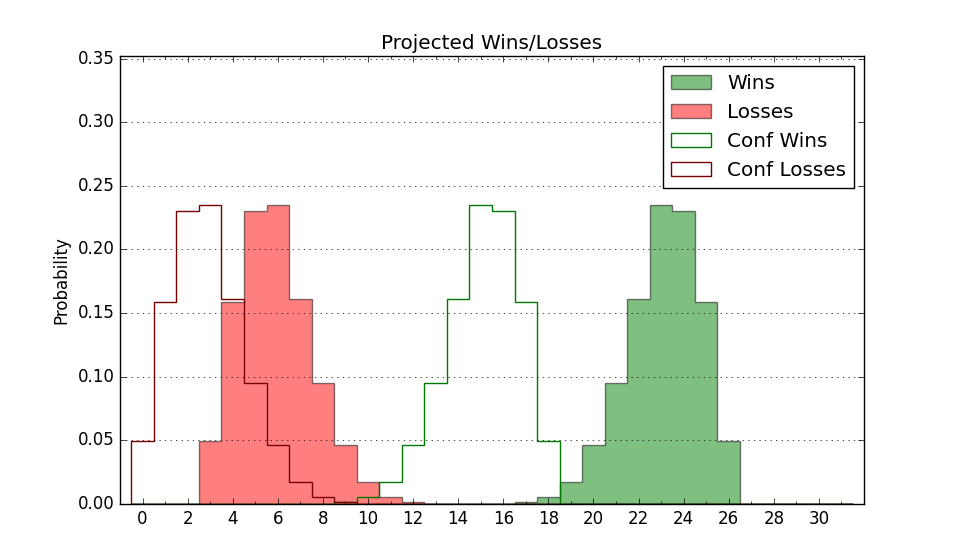 Projected Wins/Losses
Probability
0.35
0.30
0.25
0.20
0.15
0.10
0.05
0.00
Wins
Losses
Conf Wins
Conf Losses
0 2 4 6 8 10 12 14 16 18 20 22 24 26 28 30